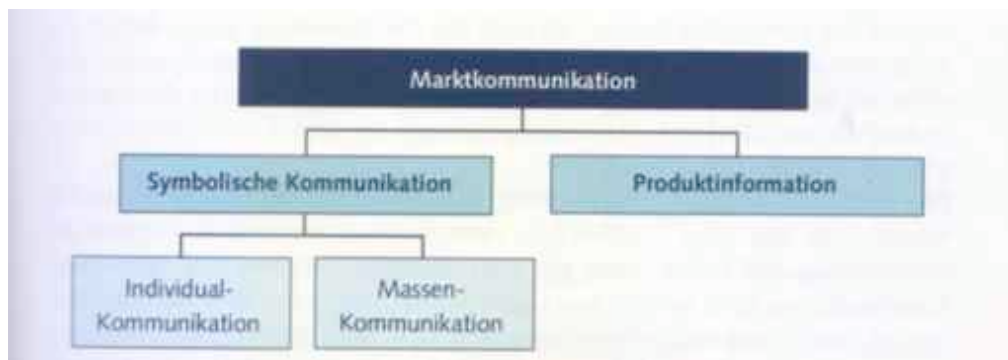 Marktkommunikation
Symbolische Kommunikation
Produktinformation
Individual-
Kommunikation
Massen-
Kommunikation